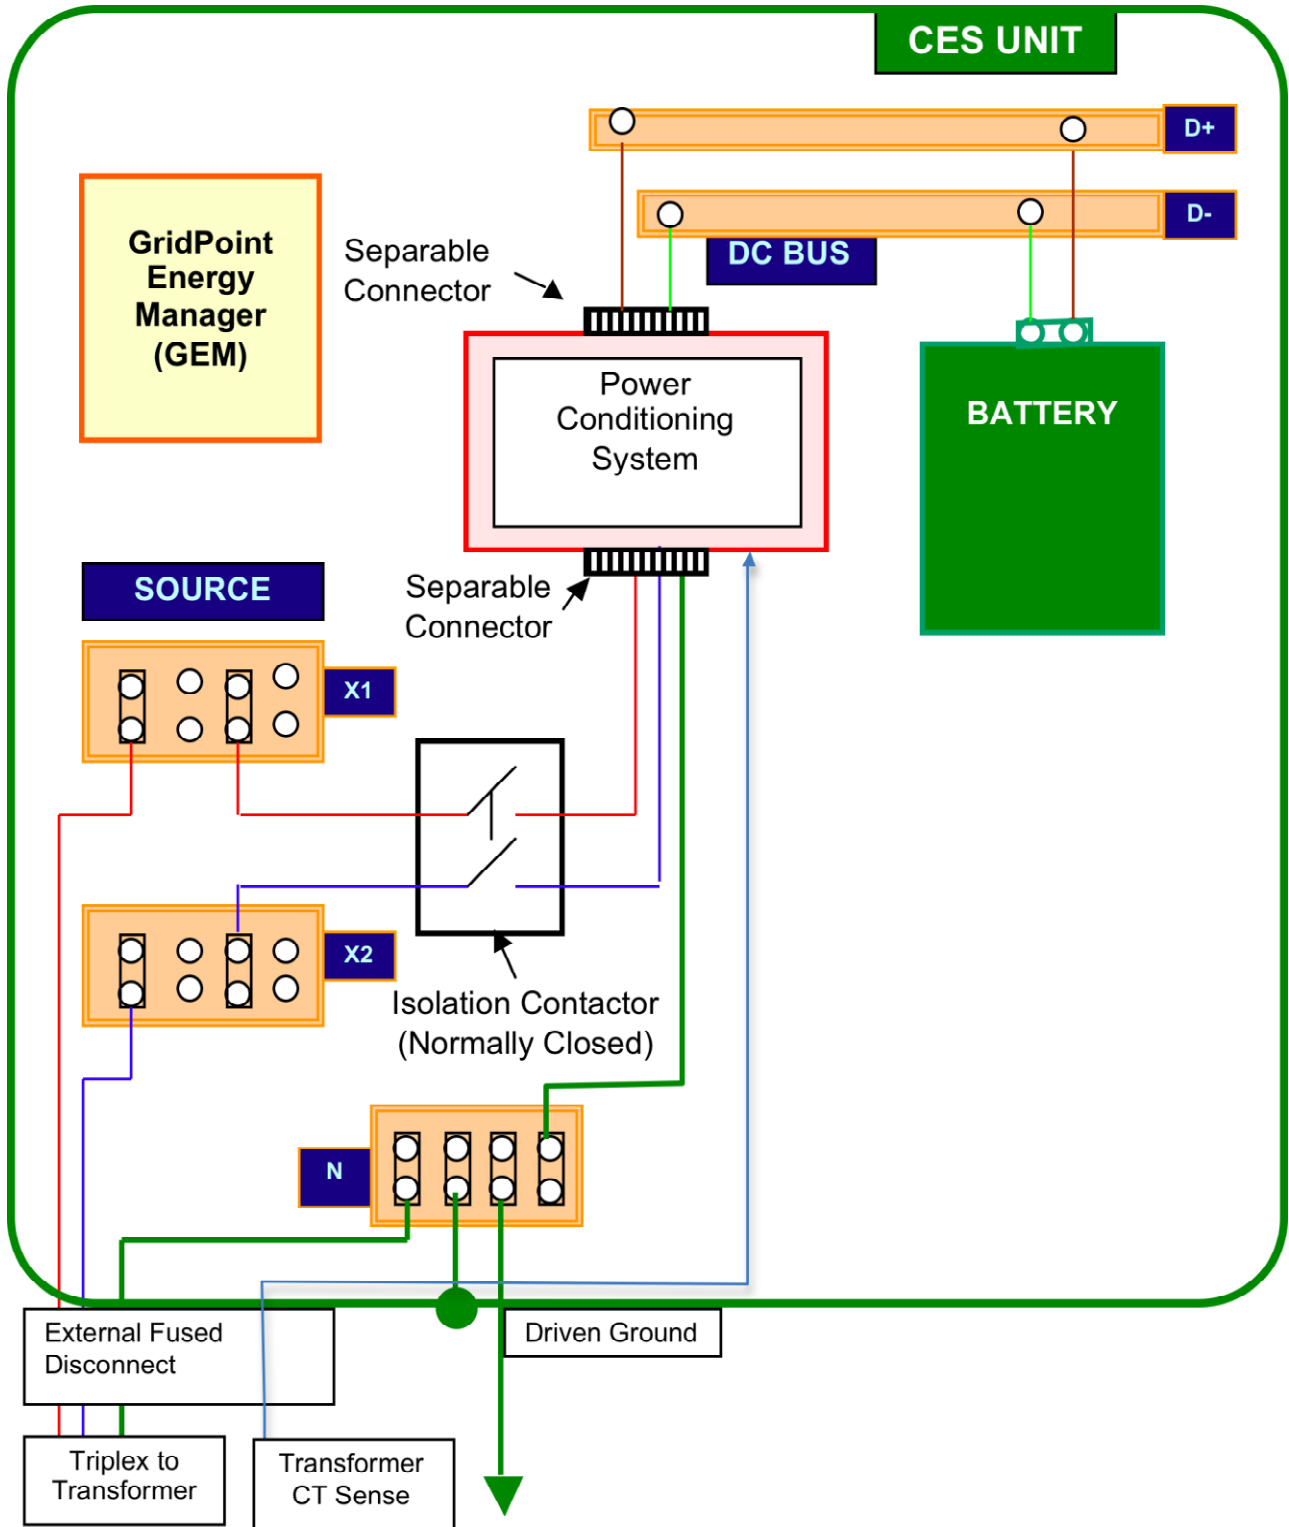 CES UNIT
D+
D-
DC BUS
GridPoint
Energy
Manager
(GEM)
Separable
Connector
Power
Conditioning
System
BATTERY
SOURCE
Separable
Connector
X1
X2
Isolation Contactor
(Normally Closed)
N
External Fused
Disconnect
Driven Ground
Triplex to
Transformer
Transformer
CT Sense